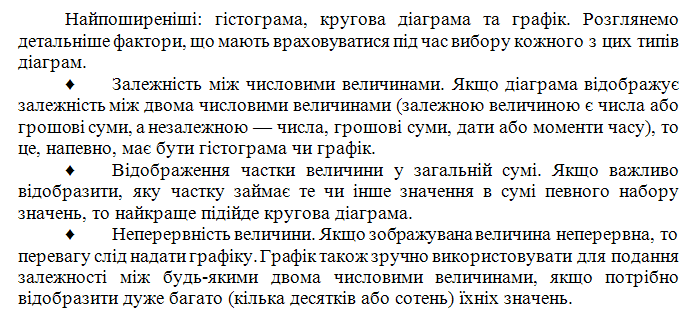 Найпоширеніші: гістограма, кругова діаграма та графік. Розглянемо
детальніше фактори, що мають враховуватися під час вибору кожного з цих типів
діаграм.
♦ Залежність між числовими величинами. Якщо діаграма відображує
залежність між двома числовими величинами (залежною величиною є числа або
грошові суми, а незалежною — числа, грошові суми, дати або моменти часу), то
це, напевно, має бути гістограма чи графік.
♦ Відображення частки величини у загальній сумі. Якщо важливо
відобразити, яку частку займає те чи інше значення в сумі певного набору
значень, то найкраще підійде кругова діаграма.
♦ Неперервність величини. Якщо зображувана величина неперервна, то
перевагу слід надати графіку. Графік також зручно використовувати для подання
залежності між будь-якими двома числовими величинами, якщо потрібно
відобразити дуже багато (кілька десятків або сотень) їхніх значень.